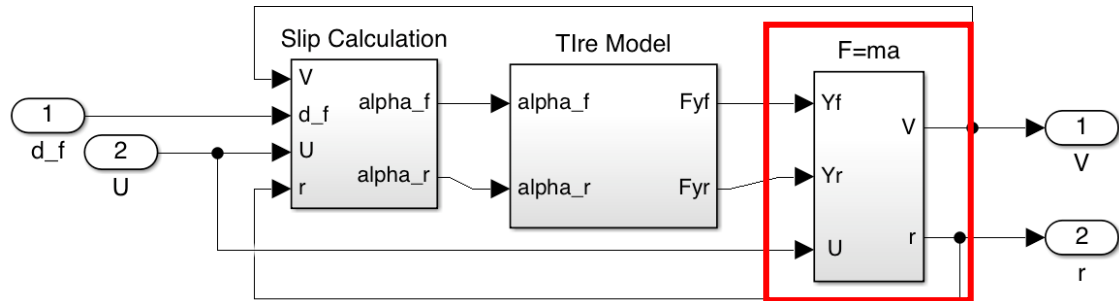 Slip Calculation
TIre Model
F=ma
V
d_f
U
r
alpha_f
alpha_r
alpha_f
alpha_r
Fyf
Fyr
Yf
Yr
U
V
r
1
d_f
2
U
1
V
2
r